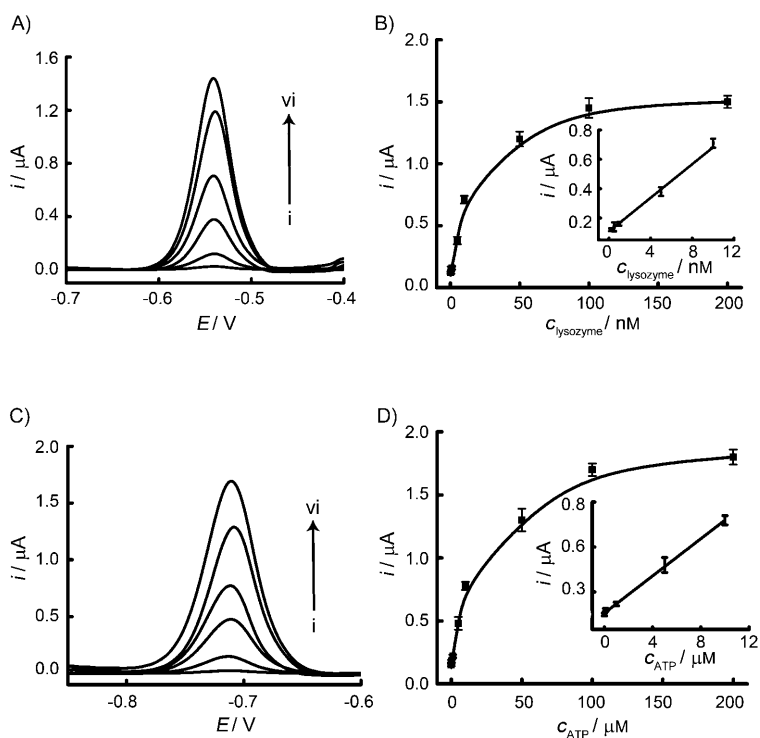 A)
1.6
1.2
0.8
0.4
0.0
i / μA
vi
i
-0.7
-0.6
-0.5
-0.4
E / V
B)
2.0
1.5
1.0
0.5
0.0
i / μA
0
50
100
150
200
c lysozyme / nM
0.8
0.6
0.4
0.2
i / μA
0
4
8
12
c lysozyme / nM
C)
2.0
1.5
1.0
0.5
0.0
i / μA
vi
i
-0.8
-0.7
-0.6
E / V
D)
2.0
1.5
1.0
0.5
0.0
i / μA
0
50
100
150
200
c ATP / μM
0.8
0.6
0.3
i / μA
0
4
8
12
c ATP / μM